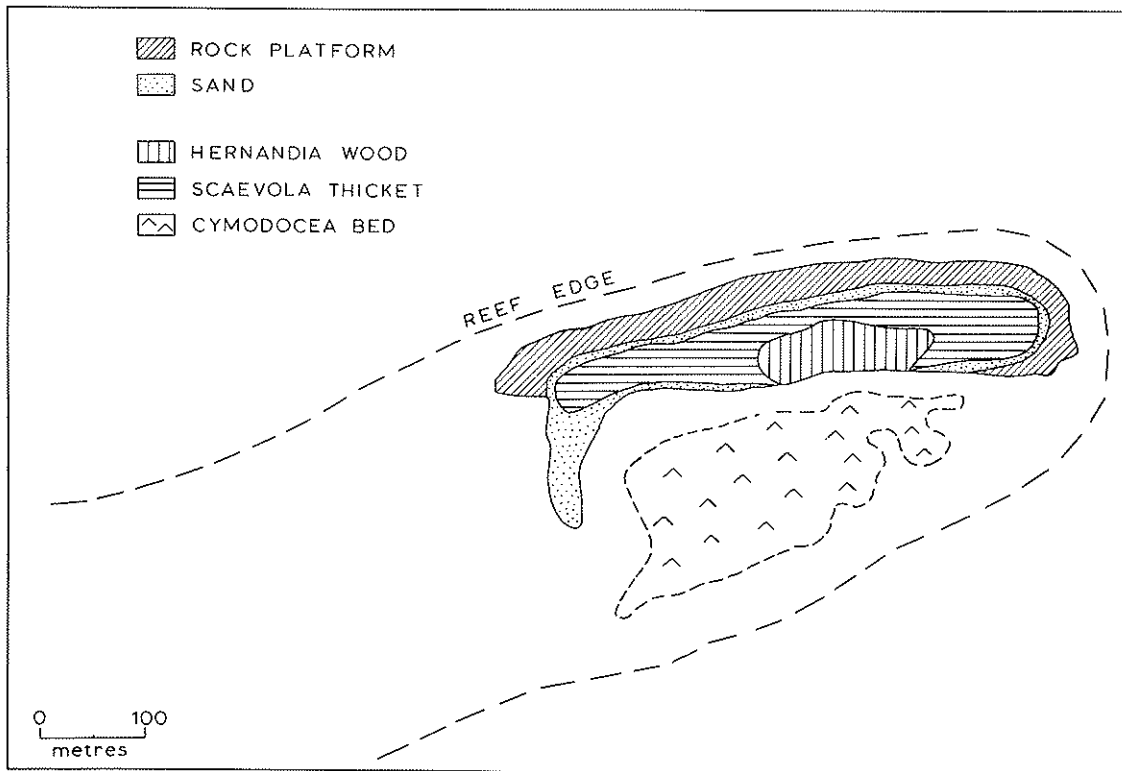 ROCK PLATFORM
SAND
HERNANDIA WOOD
SCAEVOLA THICKET
CYMODOCEA BED
REEF EDGE
0 100
metres